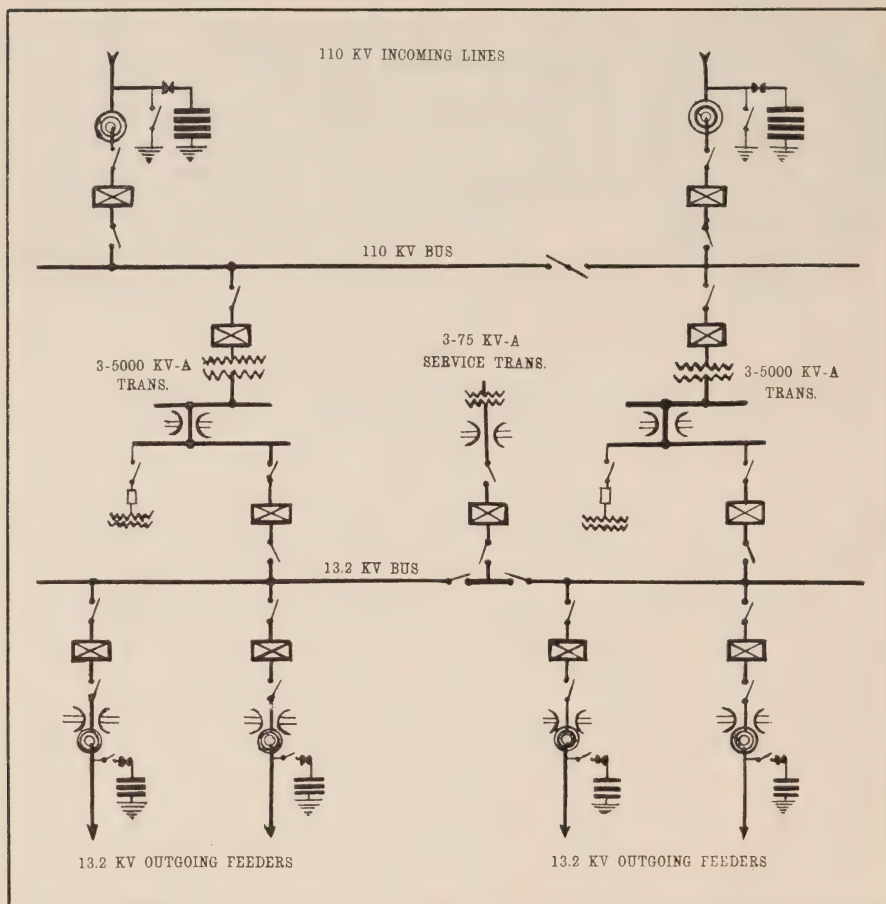 110 KV INCOMING LINES
110 KV BUS
3-75 KV-A
SERVICE TRANS.
3-5000 KV-A
TRANS.
3-5000 KV-A
TRANS.
13.2 KV BUS
13.2 KV OUTGOING FEEDERS
13.2 KV OUTGOING FEEDERS